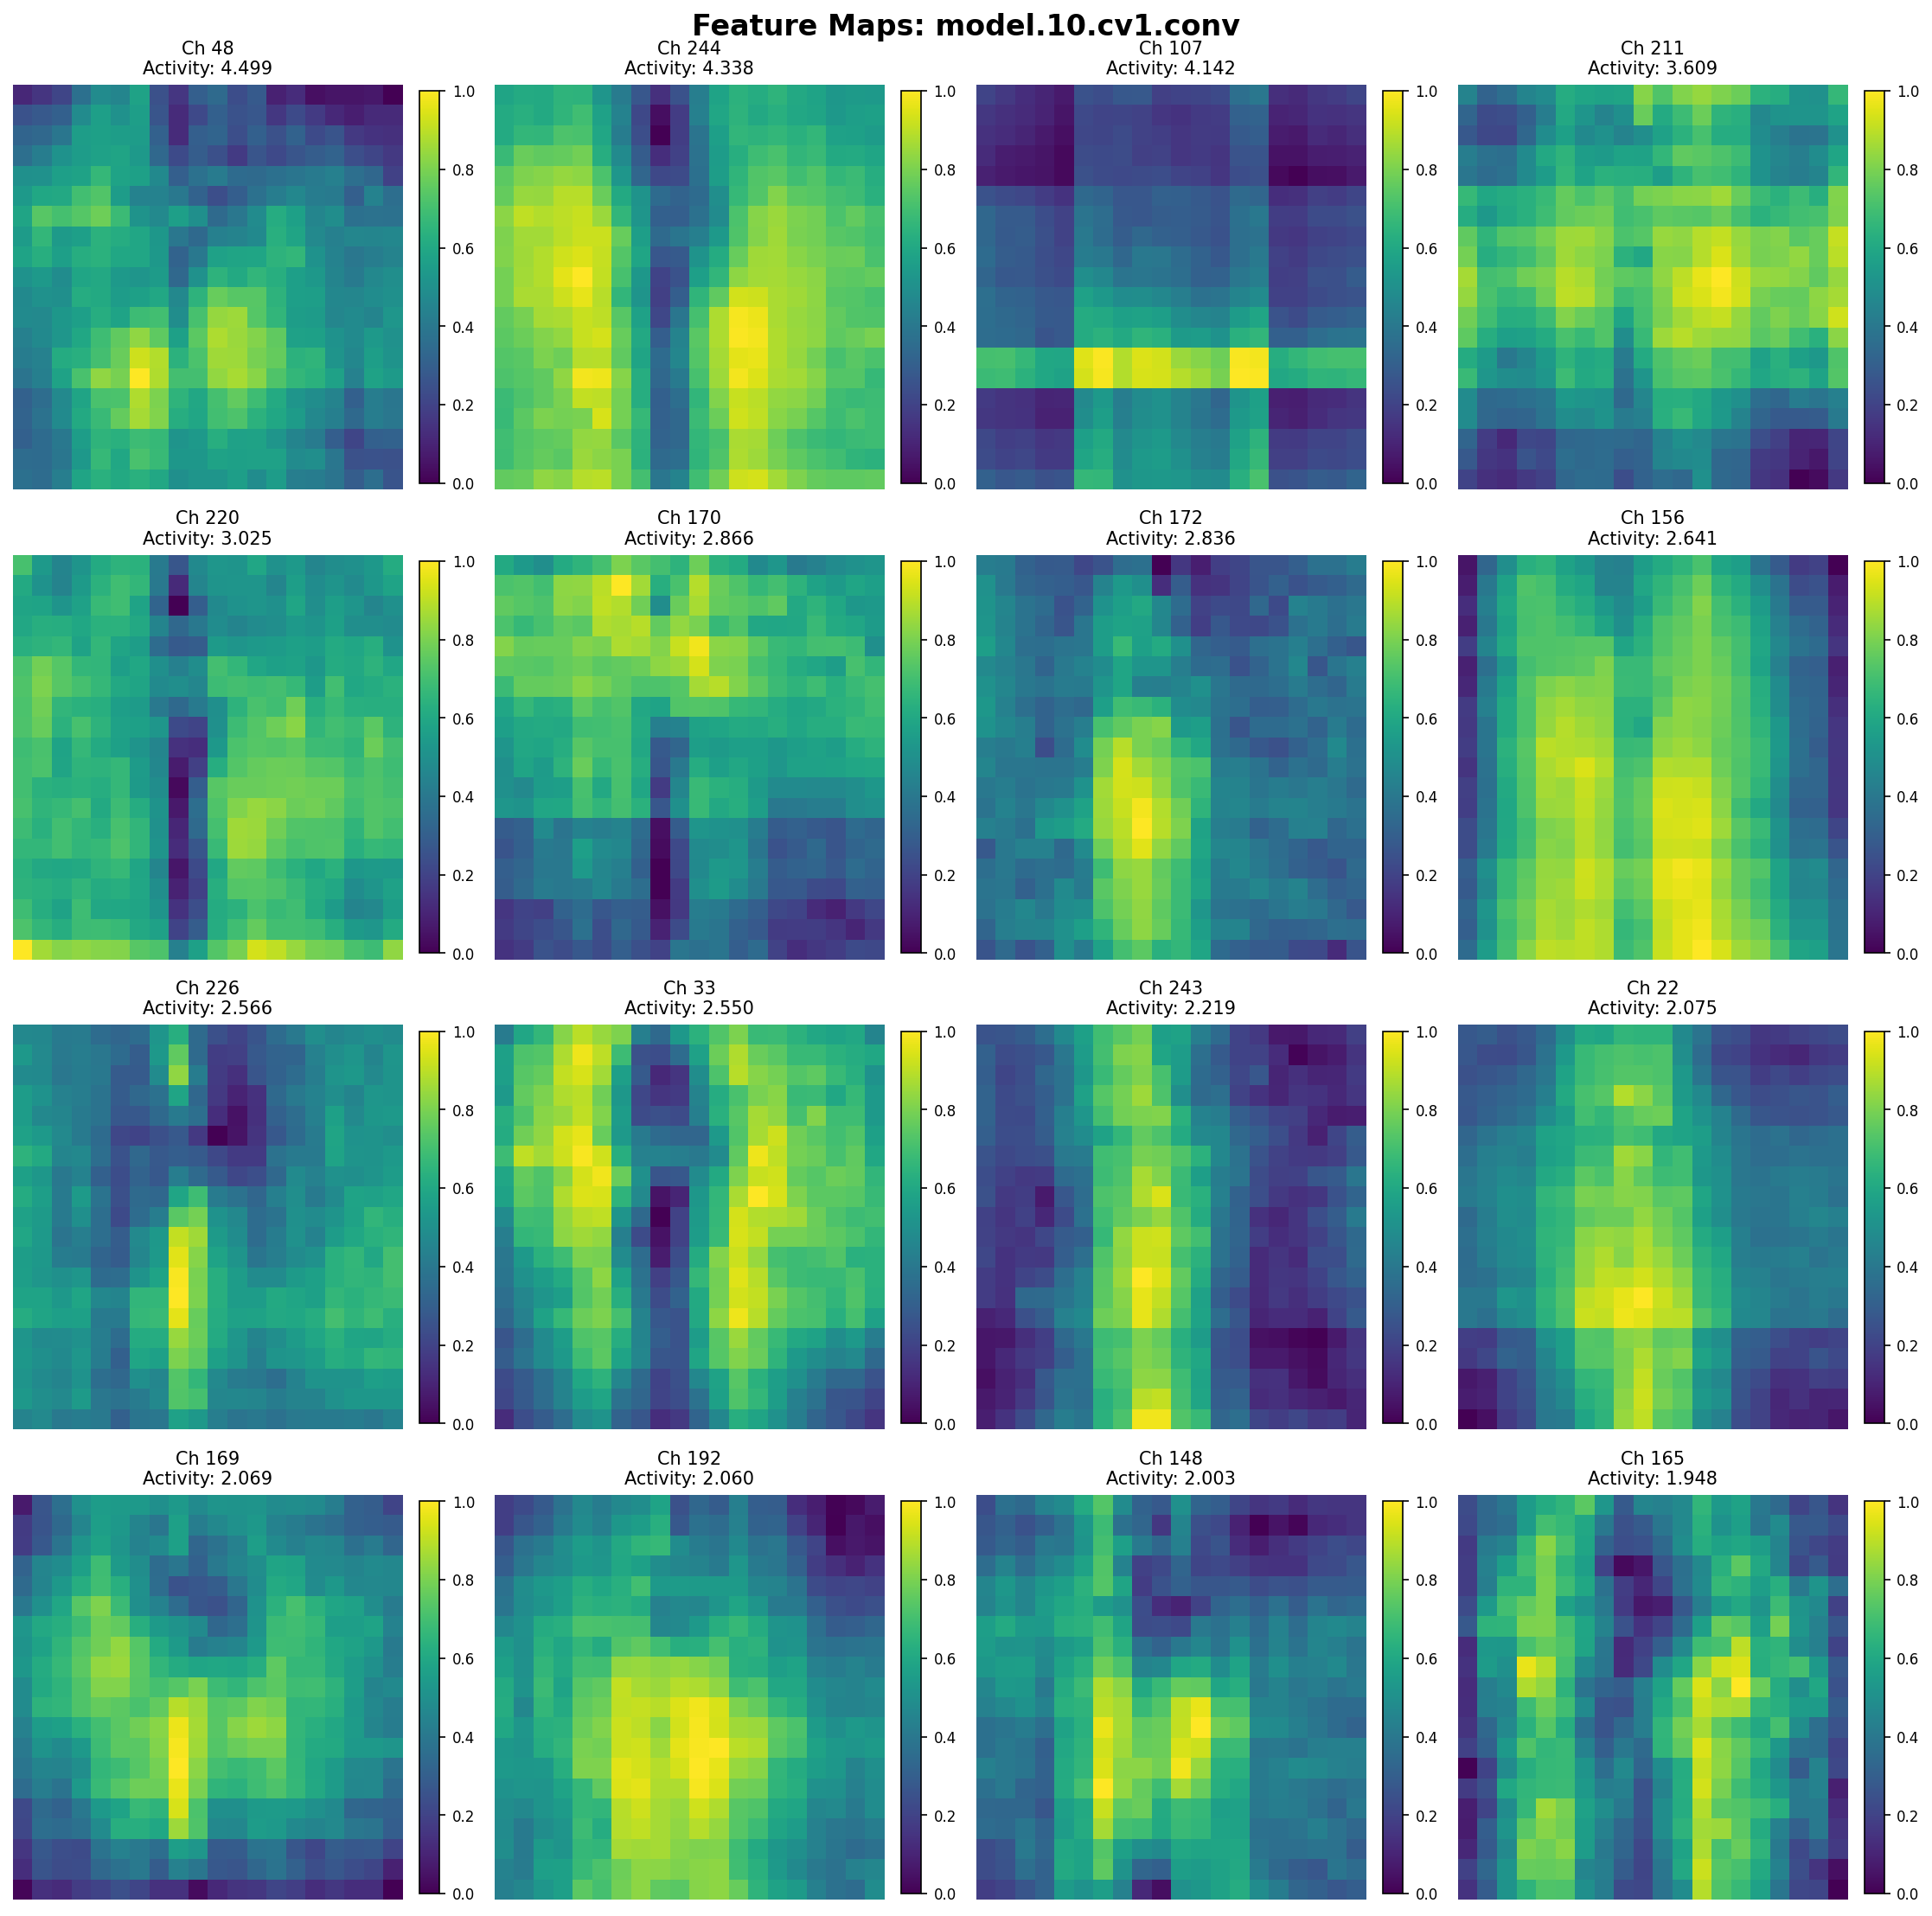 Feature Maps: model.10.cv1.conv
Ch 48
Activity: 4.499
Ch 244
Activity: 4.338
Ch 107
Activity: 4.142
Ch 211
Activity: 3.609
1.0
0.8
0.6
0.4
0.2
0.0
1.0
0.8
0.6
0.4
0.2
0.0
1.0
0.8
0.6
0.4
0.2
0.0
1.0
0.8
0.6
0.4
0.2
0.0
Ch 220
Activity: 3.025
Ch 170
Activity: 2.866
Ch 172
Activity: 2.836
Ch 156
Activity: 2.641
1.0
0.8
0.6
0.4
0.2
0.0
1.0
0.8
0.6
0.4
0.2
0.0
1.0
0.8
0.6
0.4
0.2
0.0
1.0
0.8
0.6
0.4
0.2
0.0
Ch 226
Activity: 2.566
Ch 33
Activity: 2.550
Ch 243
Activity: 2.219
Ch 22
Activity: 2.075
1.0
0.8
0.6
0.4
0.2
0.0
1.0
0.8
0.6
0.4
0.2
0.0
1.0
0.8
0.6
0.4
0.2
0.0
1.0
0.8
0.6
0.4
0.2
0.0
Ch 169
Activity: 2.069
Ch 192
Activity: 2.060
Ch 148
Activity: 2.003
Ch 165
Activity: 1.948
1.0
0.8
0.6
0.4
0.2
0.0
1.0
0.8
0.6
0.4
0.2
0.0
1.0
0.8
0.6
0.4
0.2
0.0
1.0
0.8
0.6
0.4
0.2
0.0